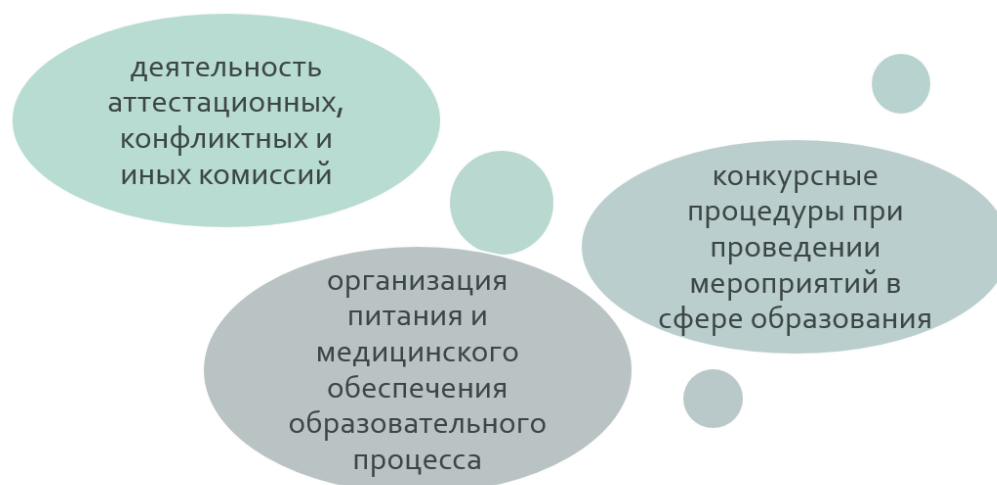 деятельность
аттестационных,
конфликтных и
иных комиссий
конкурсные
процедуры при
проведении
мероприятий в
сфере образования
организация
питания и
медицинского
обеспечения
образовательного
процесса